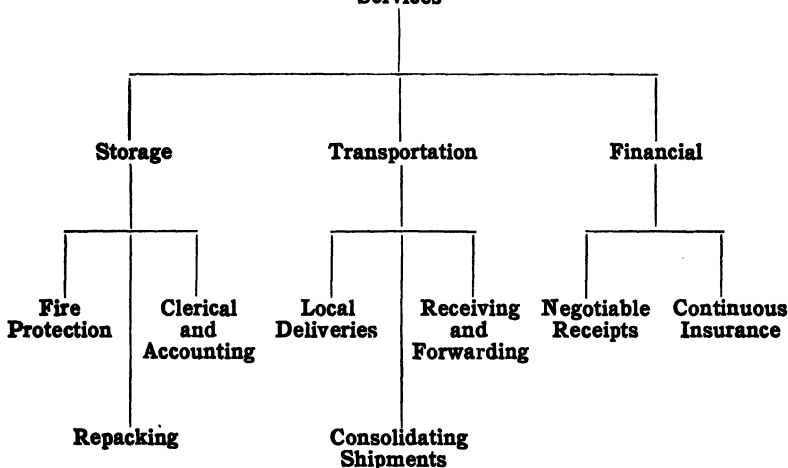 Services
Storage
Transportation
Financial
Fire
Protection
Clerical
and
Accounting
Local
Deliveries
Receiving
and
Forwarding
Negotiable
Receipts
Continuous
Insurance
Repacking
Consolidating
Shipments